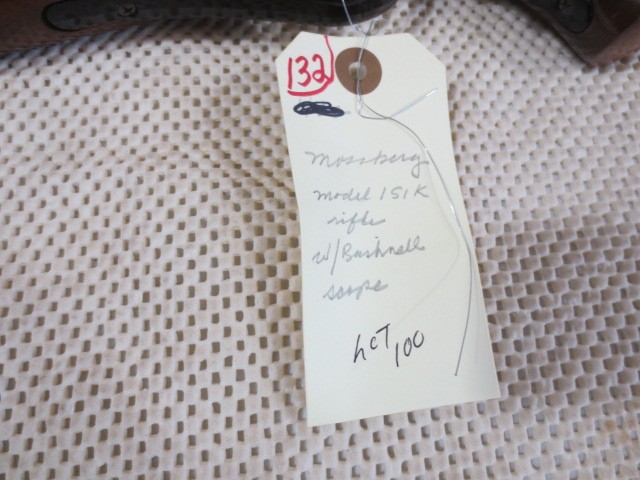 132
Mossberg
model 151K
rifle
w/Bushnell
scope
LCT 100